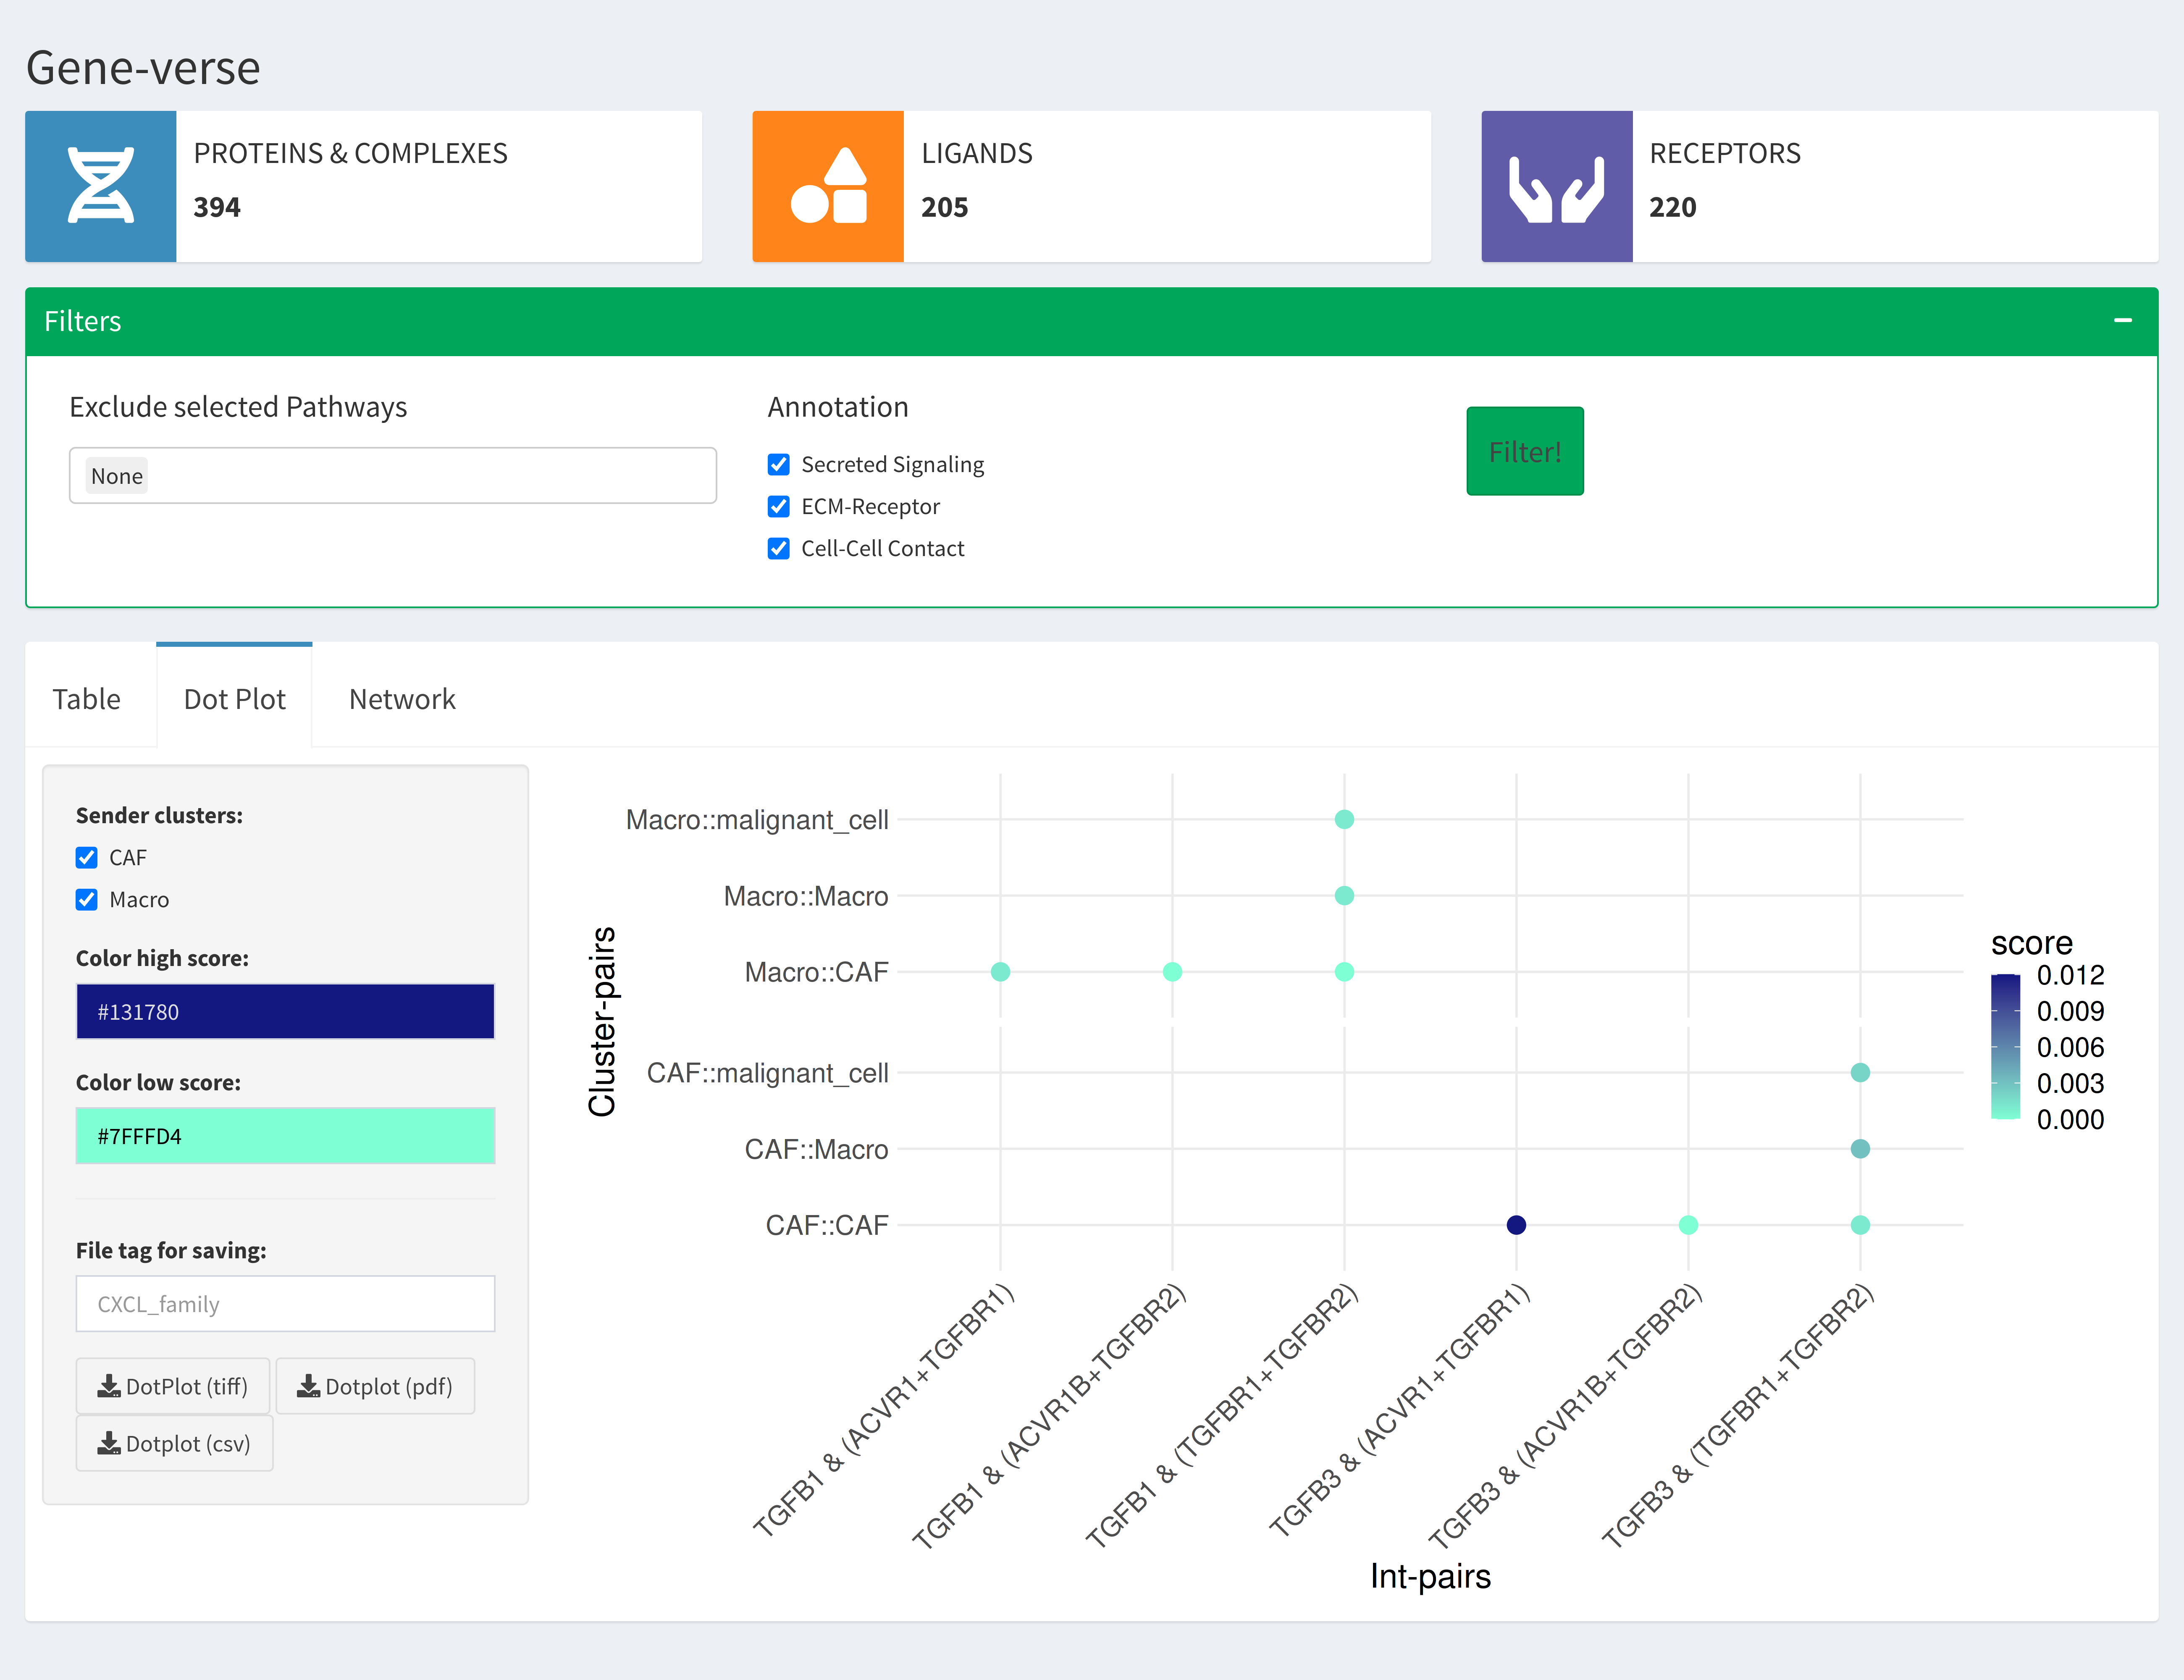 Gene-verse
PROTEINS & COMPLEXES
394
LIGANDS
205
RECEPTORS
220
Filters
Exclude selected Pathways
None
Annotation
Secreted Signaling
ECM-Receptor
Cell-Cell Contact
Filter!
Table
Dot Plot
Network
Sender clusters:
CAF
Macro
Color high score:
#131780
Color low score:
#7FFFD4
File tag for saving:
CXCL_family
DotPlot (tiff)
Dotplot (pdf)
Dotplot (csv)
Cluster-pairs
Macro::malignant_cell
Macro::Macro
Macro::CAF
CAF::malignant_cell
CAF::Macro
CAF::CAF
TGFB1 & (ACVR1+TGFBR1)
TGFB1 & (ACVR1B+TGFBR2)
TGFB1 & (TGFBR1+TGFBR2)
TGFB3 & (ACVR1+TGFBR1)
TGFB3 & (ACVR1B+TGFBR2)
TGFB3 & (TGFBR1+TGFBR2)
Int-pairs
score
0.012
0.009
0.006
0.003
0.000